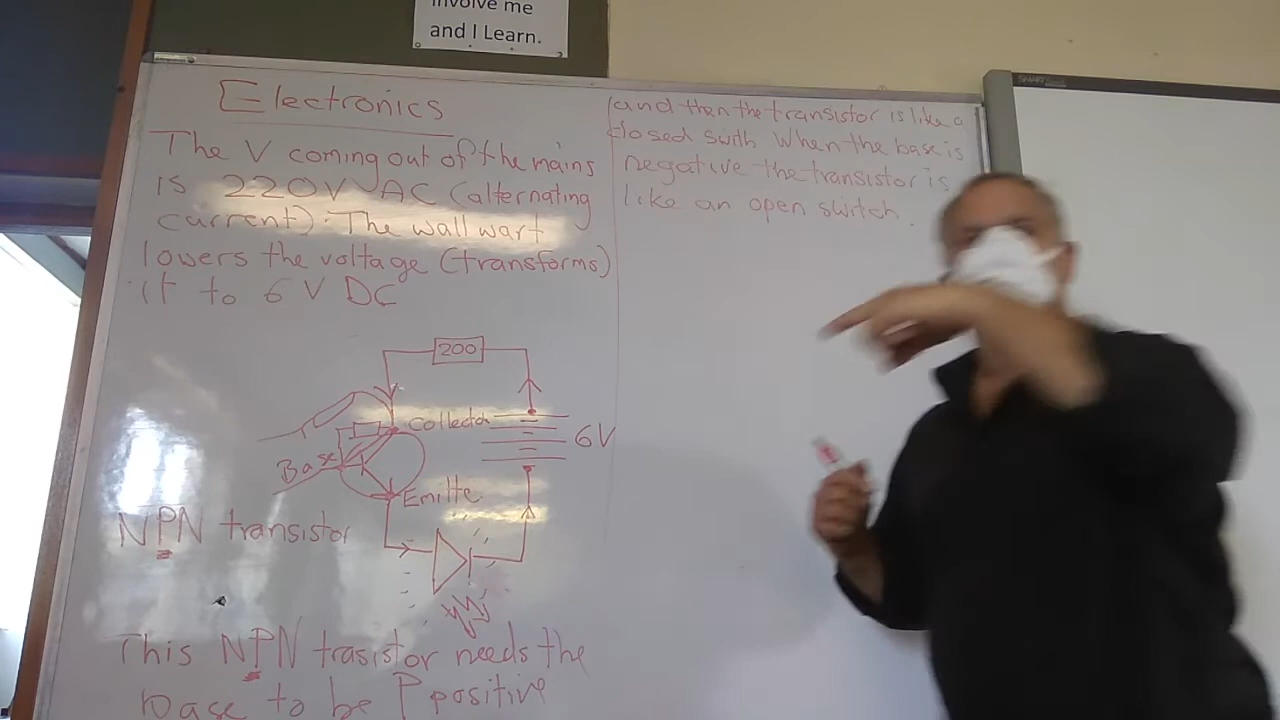 Involve me
and I Learn.
SMART
Electronics
The V coming out of the mains
is 220V AC (alternating
current). The wall wart
lowers the voltage (transforms)
it to 6 V DC
200
Collector
6V
Base
Emitte
NPN transistor
This NPN trasistor needs the
base to be P positive
and then the transistor is like a
closed swith When the base is
negative the transistor is
like an open switch.